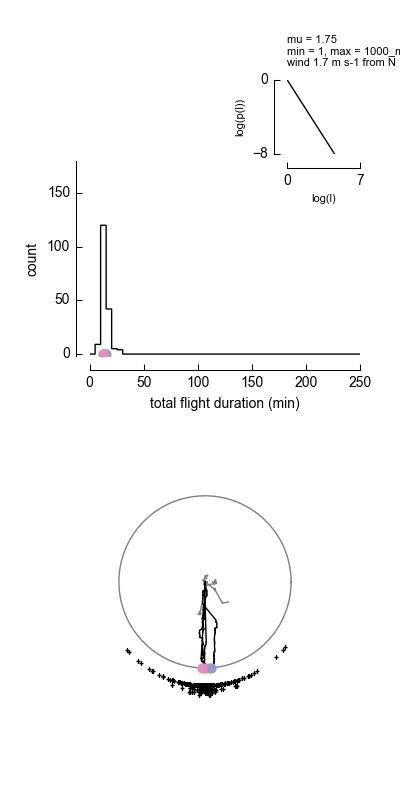 mu = 1.75
min = 1, max = 1000_m
wind 1.7 m s-1 from N
0
log(p(l))
−8
0 7
log(l)
150
count
100
50
0
0 50 100 150 200 250
total flight duration (min)